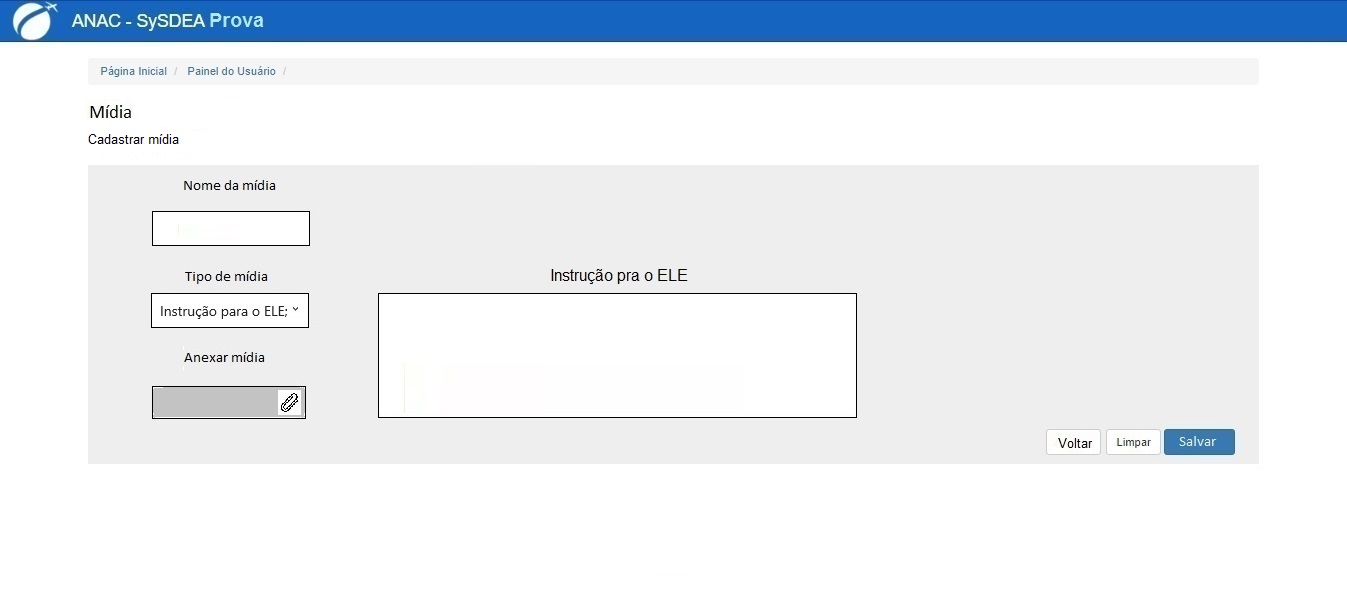 ANAC - SySDEA Prova
Página Inicial / Painel do Usuário /
Mídia
Cadastrar mídia
Nome da mídia
Tipo de mídia
Instrução pra o ELE
Instrução para o ELE;
Anexar mídia
Voltar
Limpar
Salvar